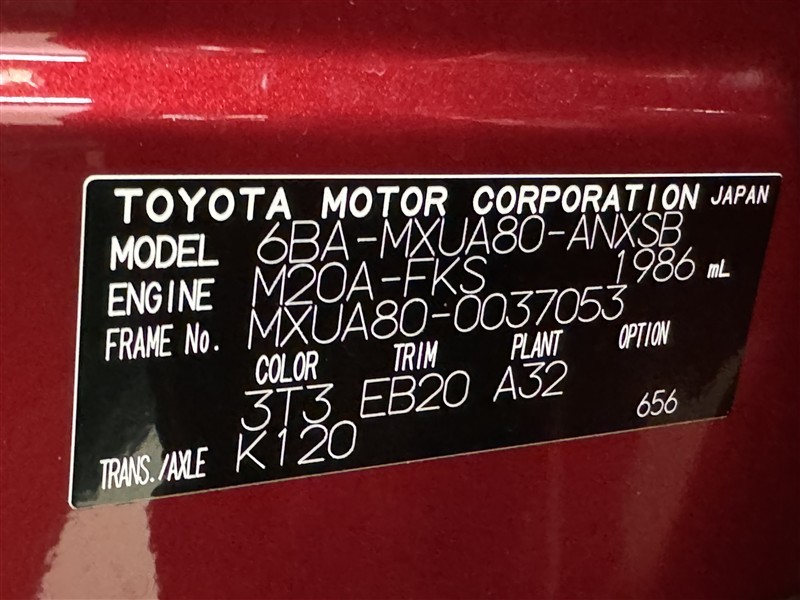 TOYOTA MOTOR CORPORATION JAPAN
MODEL 6BA-MXUA80-ANXSB
ENGINE M20A-FKS 1986 mL
FRAME No. MXUA80-0037053
COLOR TRIM PLANT OPTION
3T3 EB20 A32 656
TRANS./AXLE K120